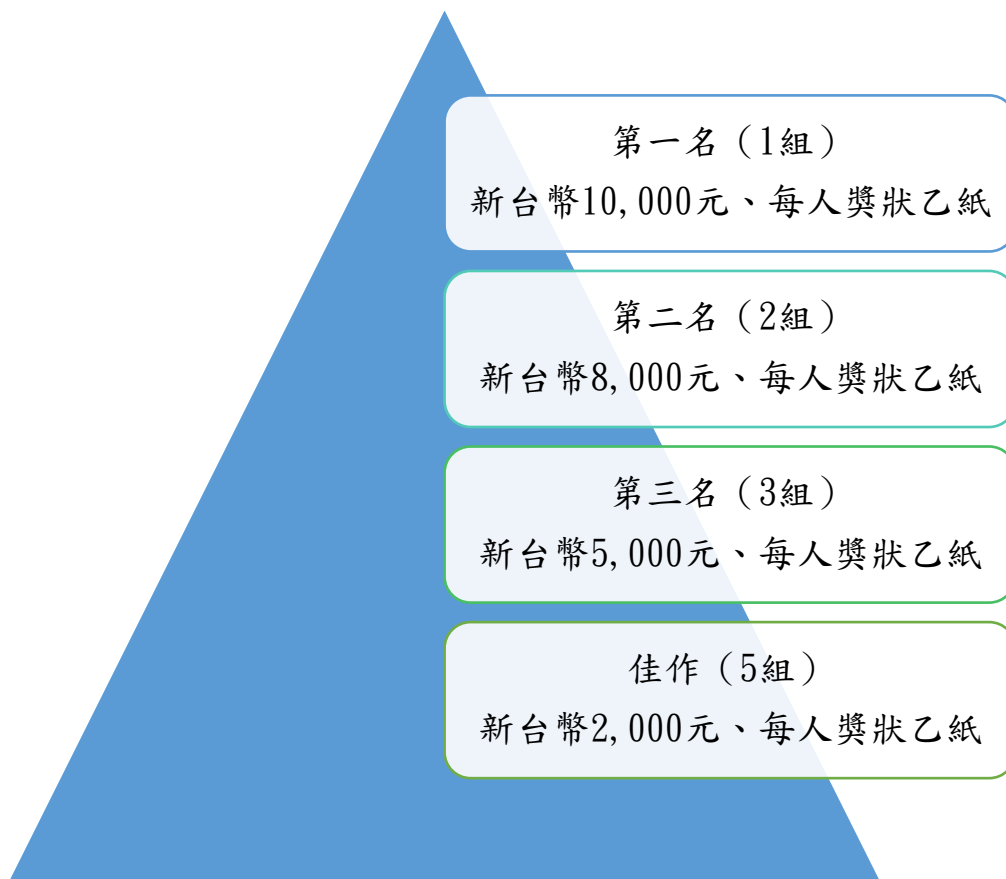 第一名（1組）
新台幣10,000元、每人獎狀乙紙
第二名（2組）
新台幣8,000元、每人獎狀乙紙
第三名（3組）
新台幣5,000元、每人獎狀乙紙
佳作（5組）
新台幣2,000元、每人獎狀乙紙